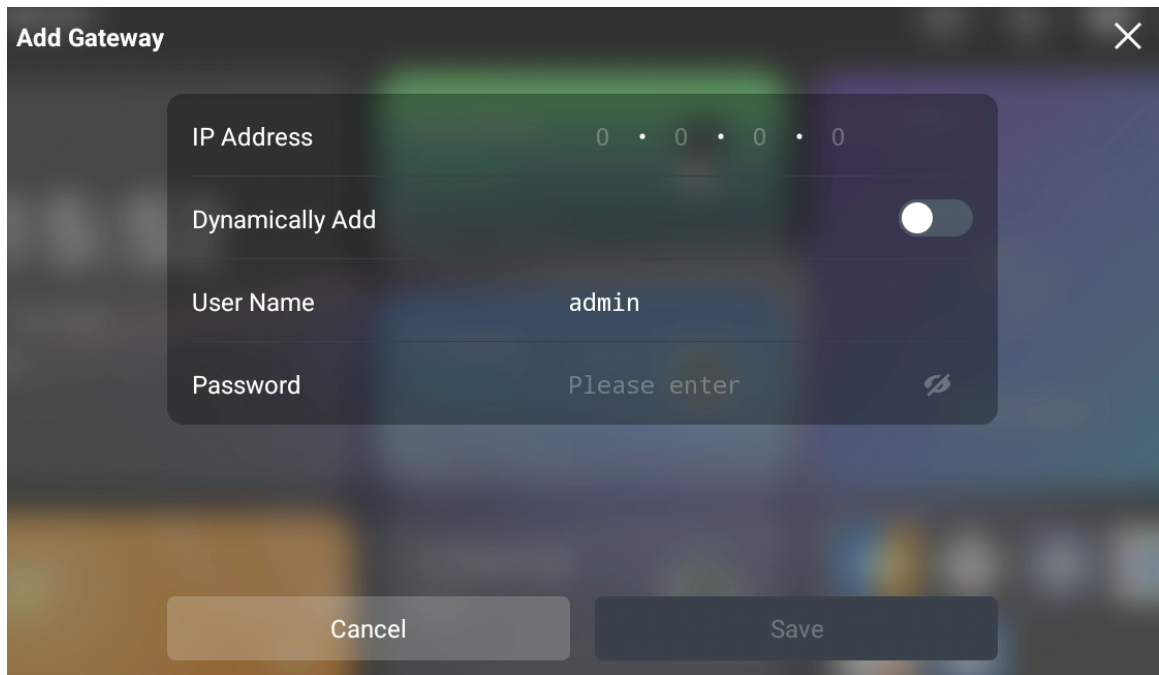 Add Gateway
IP Address 0 . 0 . 0 . 0
Dynamically Add
User Name admin
Password Please enter
Cancel Save